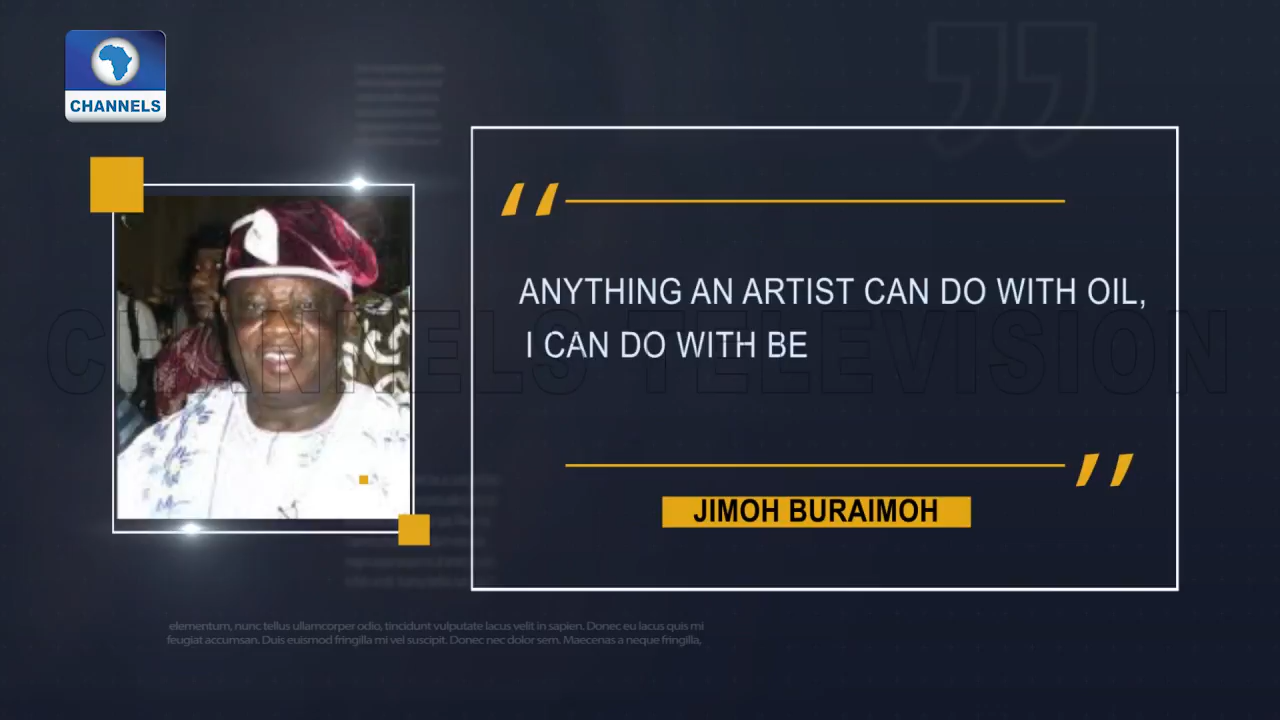 CHANNELS
ANYTHING AN ARTIST CAN DO WITH OIL,
I CAN DO WITH BE
CHANNELS TELEVISION
JIMOH BURAIMOH
elementum, nunc tellus ullamcorper odio, tincidunt vulputate lacus velit in sapien. Donec eu lacus quis mi
feugiat accumsan. Duis euismod fringilla mi vel suscipit. Donec nec dolor sem. Maecenas a neque fringilla,